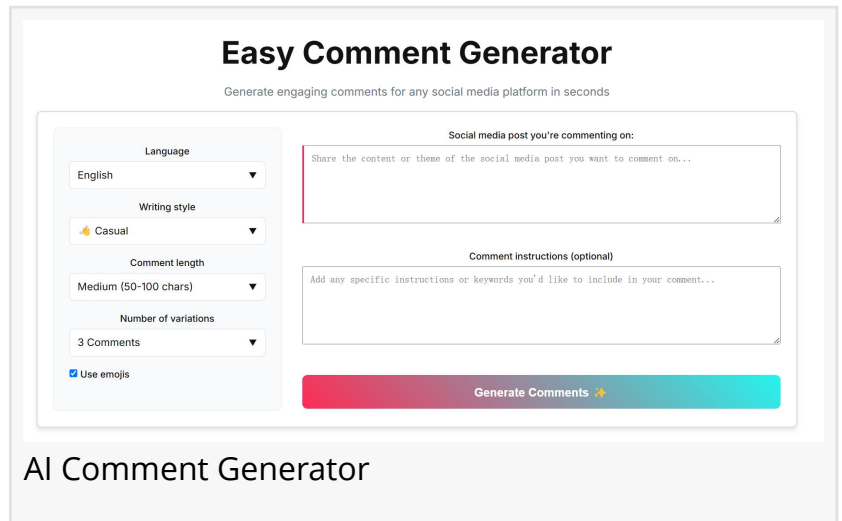 Easy Comment Generator
Generate engaging comments for any social media platform in seconds
Language
English
Writing style
👍 Casual
Comment length
Medium (50-100 chars)
Number of variations
3 Comments
Use emojis
Social media post you're commenting on:
Share the content or theme of the social media post you want to comment on...
Comment instructions (optional)
Add any specific instructions or keywords you'd like to include in your comment...
Generate Comments ✨
AI Comment Generator